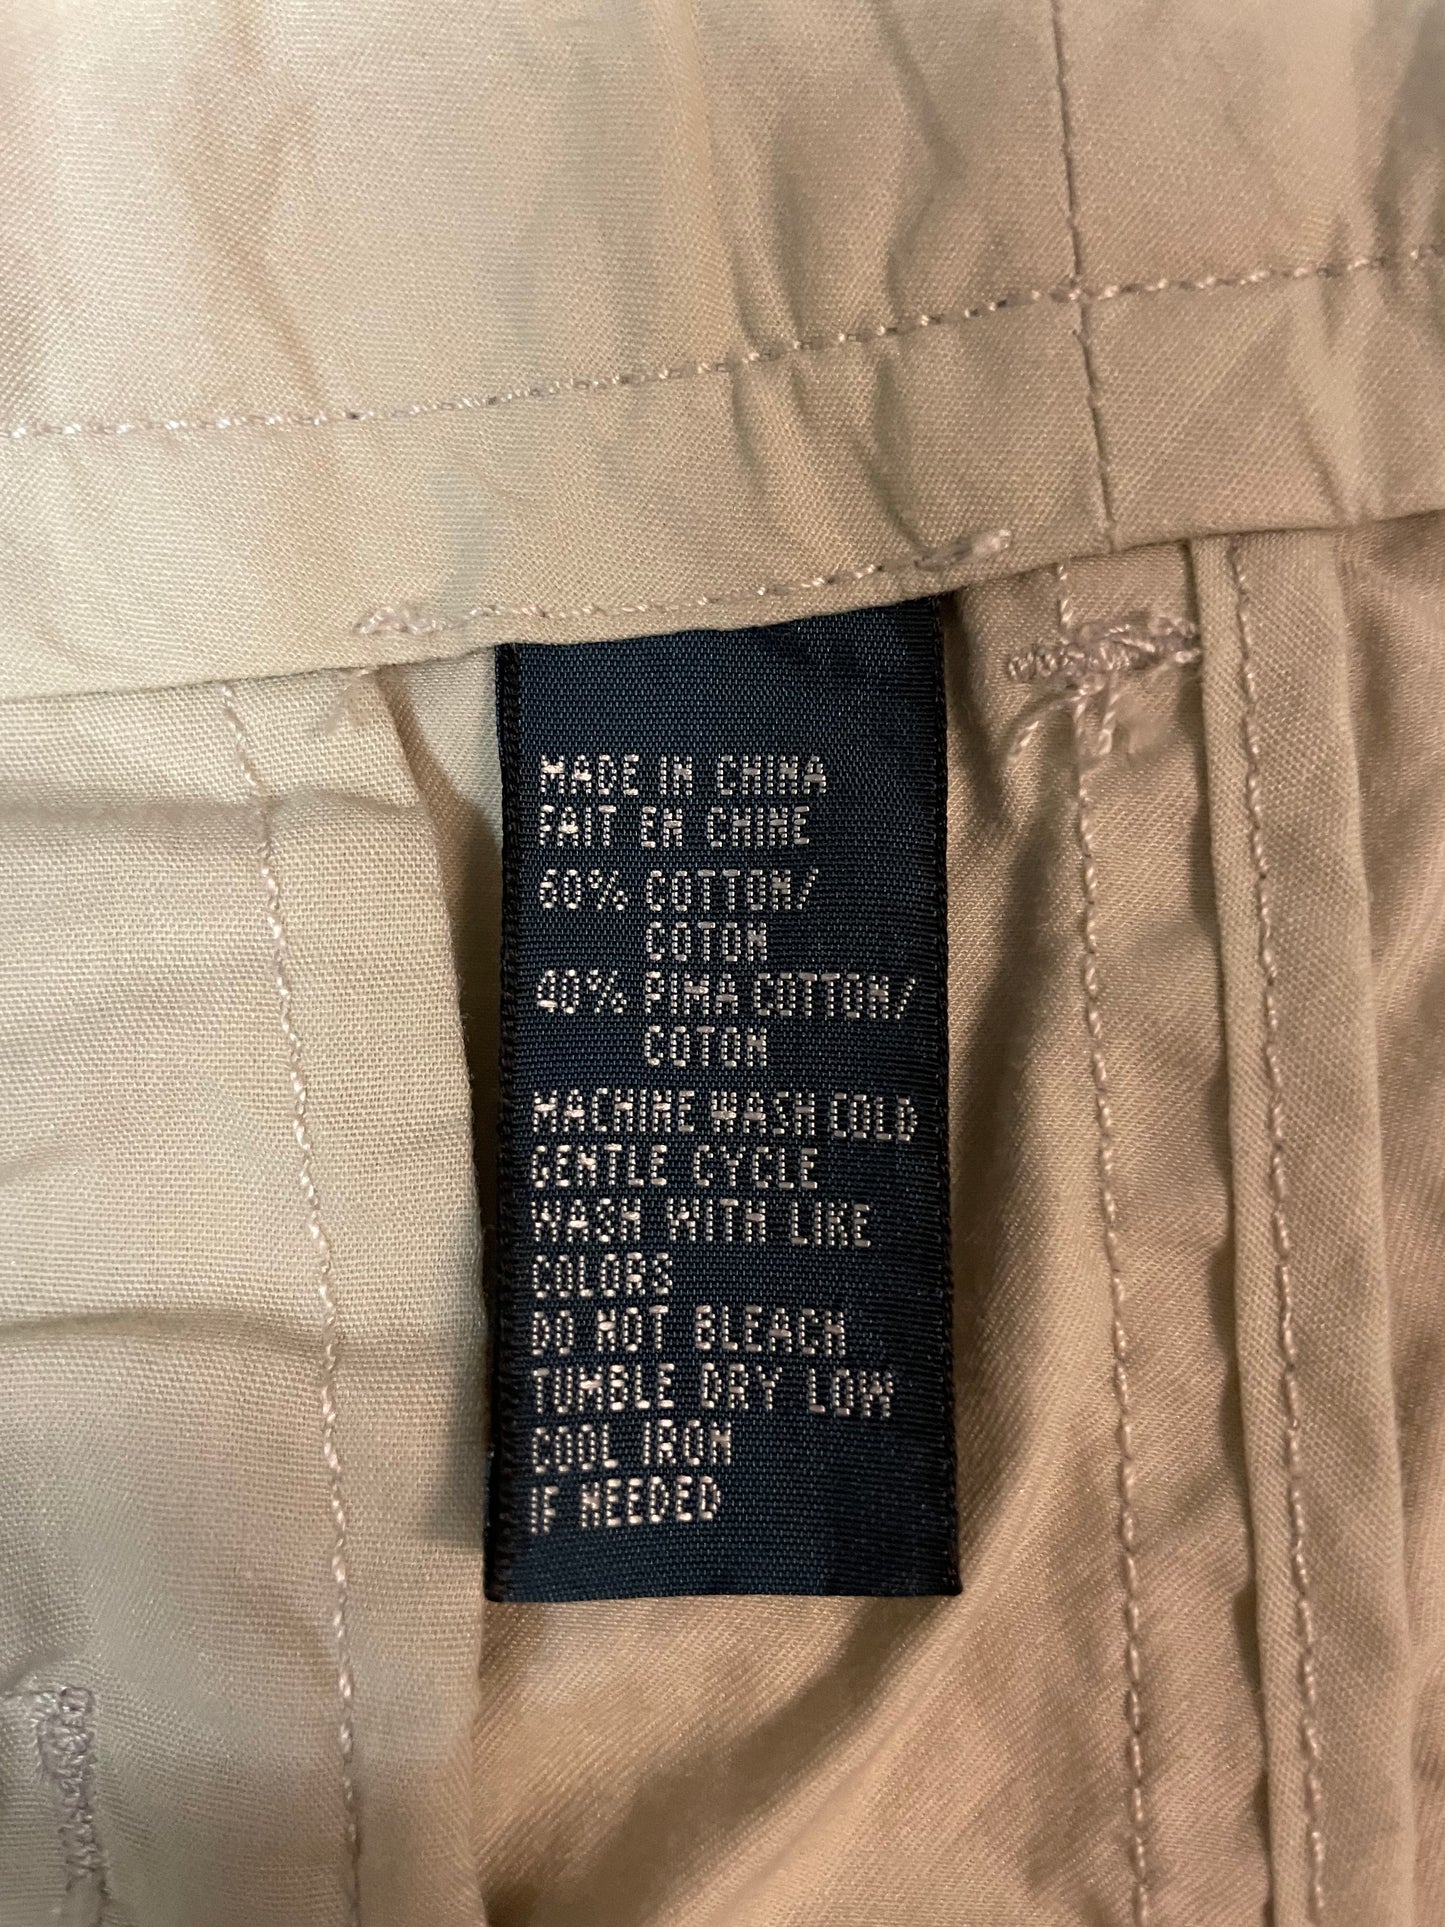 MADE IN CHINA
FAIT EN CHINE
60% COTTON/
COTON
40% PIMA COTTON/
COTON
MACHINE WASH COLD
GENTLE CYCLE
WASH WITH LIKE
COLORS
DO NOT BLEACH
TUMBLE DRY LOW
COOL IRON
IF NEEDED